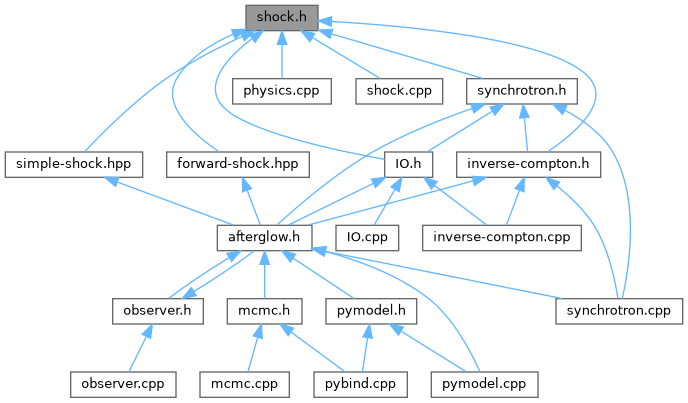 shock.h
physics.cpp
shock.cpp
synchrotron.h
simple-shock.hpp
forward-shock.hpp
IO.h
inverse-compton.h
afterglow.h
IO.cpp
inverse-compton.cpp
observer.h
mcmc.h
pymodel.h
synchrotron.cpp
observer.cpp
mcmc.cpp
pybind.cpp
pymodel.cpp